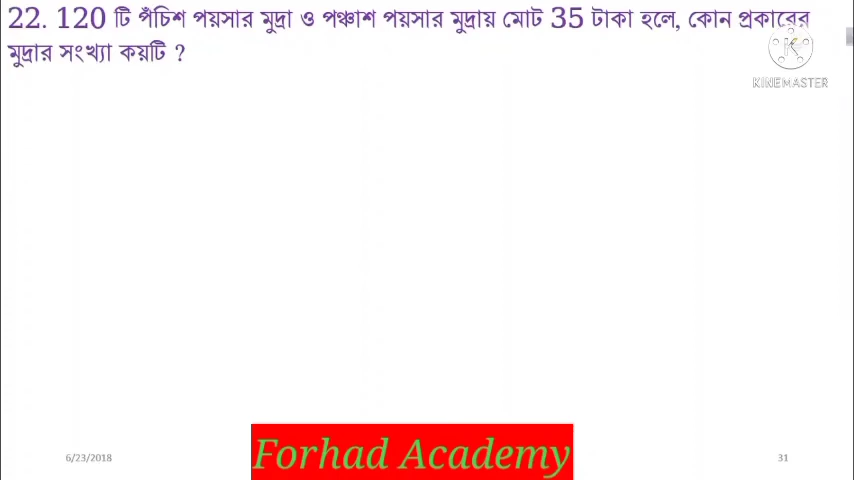 22. 120 টি পঁচিশ পয়সার মুদ্রা ও পঞ্চাশ পয়সার মুদ্রায় মোট 35 টাকা হলে, কোন প্রকারের
মুদ্রার সংখ্যা কয়টি ?
KINEMASTER
6/23/2018
Forhad Academy
31